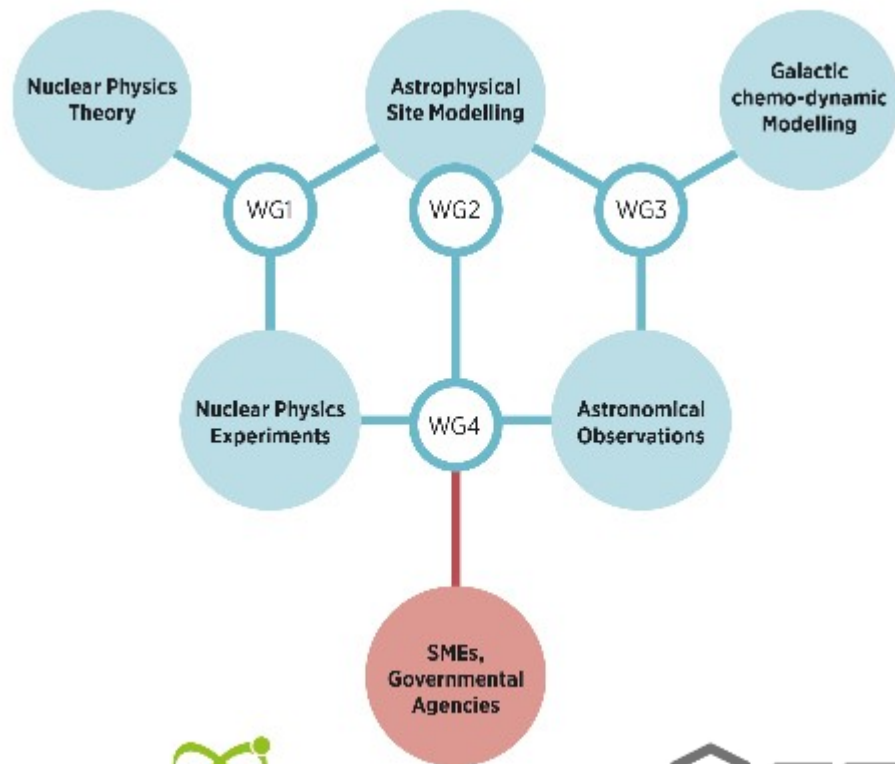 Nuclear Physics
Theory
Astrophysical
Site Modelling
Galactic
chemo-dynamic
Modelling
WG1
WG2
WG3
Nuclear Physics
Experiments
WG4
Astronomical
Observations
SMEs,
Governmental
Agencies